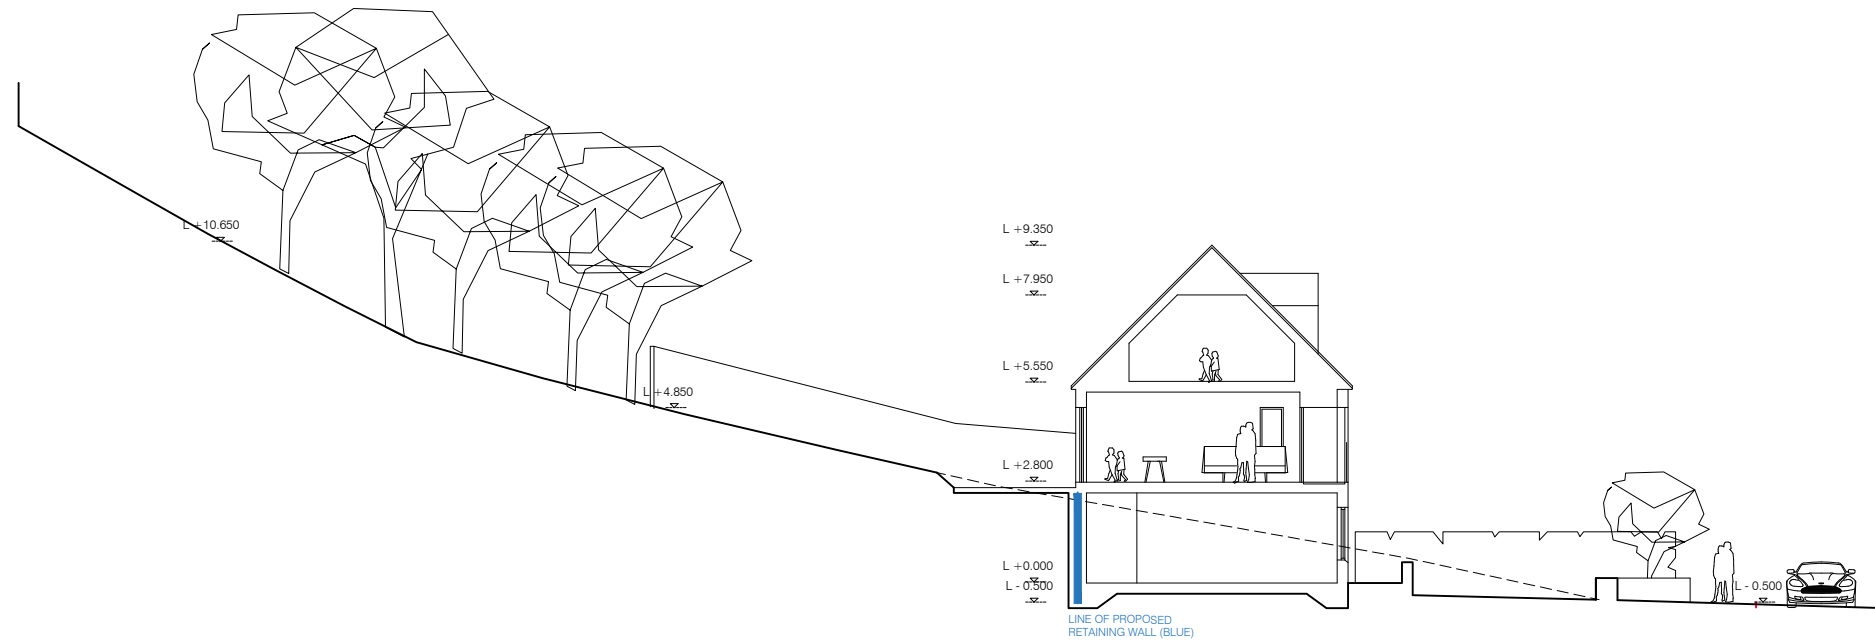 L +10.650
L +9.350
L +7.950
L +5.550
L +4.850
L +2.800
L +0.000
L - 0.500
L - 0.500
LINE OF PROPOSED
RETAINING WALL (BLUE)